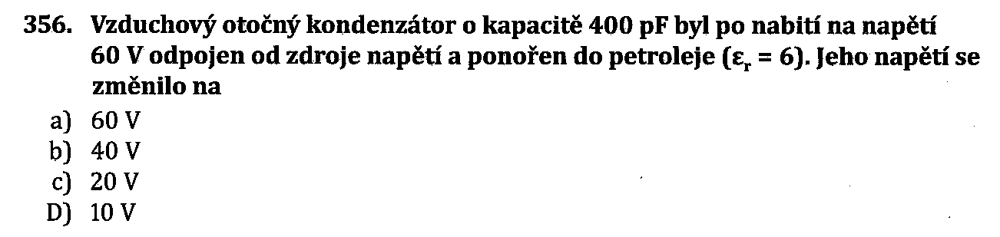 356. Vzduchový otočný kondenzátor o kapacitě 400 pF byl po nabití na napětí
60 V odpojen od zdroje napětí a ponořen do petroleje (εᵣ = 6). Jeho napětí se
změnilo na
a) 60 V
b) 40 V
c) 20 V
D) 10 V